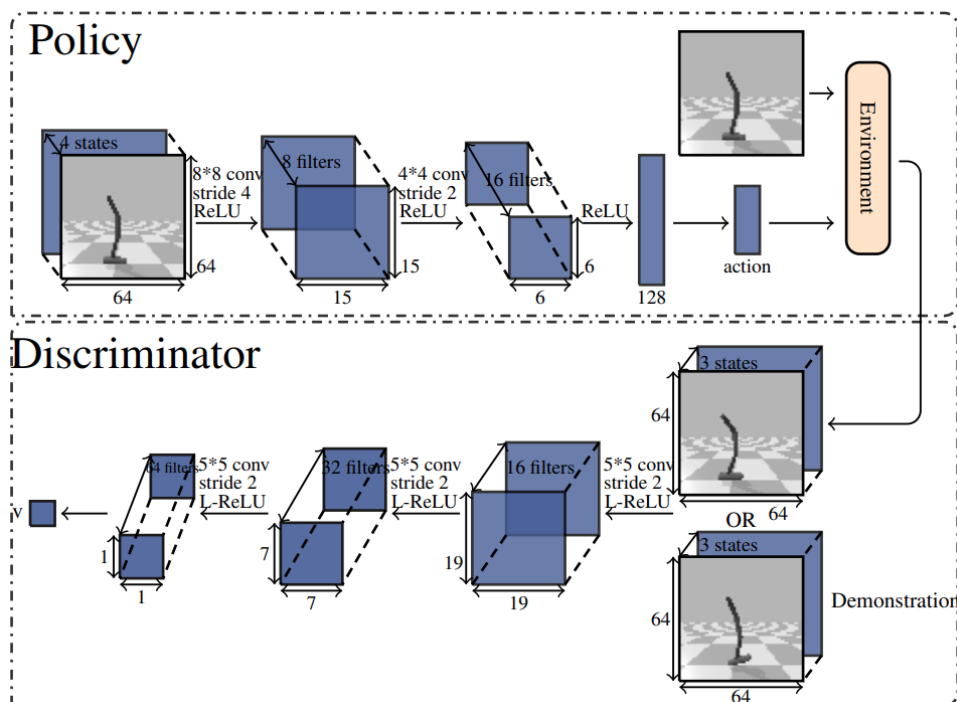 Policy
4 states
64
64
8*8 conv
stride 4
ReLU
8 filters
15
15
4*4 conv
stride 2
ReLU
16 filters
6
6
ReLU
128
action
Environment
Discriminator
3 states
64
64
OR
3 states
64
64
Demonstration
5*5 conv
stride 2
L-ReLU
16 filters
19
19
5*5 conv
stride 2
L-ReLU
32 filters
7
7
5*5 conv
stride 2
L-ReLU
64 filters
1
1
v